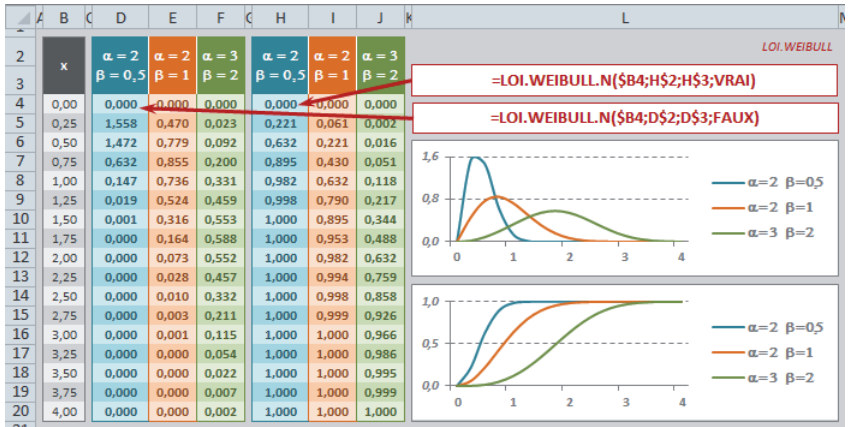 A B C D E F G H I J K L M
1
2 α = 2 α = 2 α = 3 α = 2 α = 2 α = 3 LOI.WEIBULL
3 x β = 0,5 β = 1 β = 2 β = 0,5 β = 1 β = 2
=LOI.WEIBULL.N($B4;H$2;H$3;VRAI)
4 0,00 0,000 0,000 0,000 0,000 0,000 0,000
=LOI.WEIBULL.N($B4;D$2;D$3;FAUX)
5 0,25 1,558 0,470 0,023 0,221 0,061 0,002
6 0,50 1,472 0,779 0,092 0,632 0,221 0,016
7 0,75 0,632 0,855 0,200 0,895 0,430 0,051
8 1,00 0,147 0,736 0,331 0,982 0,632 0,118
9 1,25 0,019 0,524 0,459 0,998 0,790 0,217
10 1,50 0,001 0,316 0,553 1,000 0,895 0,344
11 1,75 0,000 0,164 0,588 1,000 0,953 0,488
12 2,00 0,000 0,073 0,552 1,000 0,982 0,632
13 2,25 0,000 0,028 0,457 1,000 0,994 0,759
14 2,50 0,000 0,010 0,332 1,000 0,998 0,858
15 2,75 0,000 0,003 0,211 1,000 0,999 0,926
16 3,00 0,000 0,001 0,115 1,000 1,000 0,966
17 3,25 0,000 0,000 0,054 1,000 1,000 0,986
18 3,50 0,000 0,000 0,022 1,000 1,000 0,995
19 3,75 0,000 0,000 0,007 1,000 1,000 0,999
20 4,00 0,000 0,000 0,002 1,000 1,000 1,000
1,6
0,8
0,0
0 1 2 3 4
α=2 β=0,5
α=2 β=1
α=3 β=2
1,0
0,5
0,0
0 1 2 3 4
α=2 β=0,5
α=2 β=1
α=3 β=2